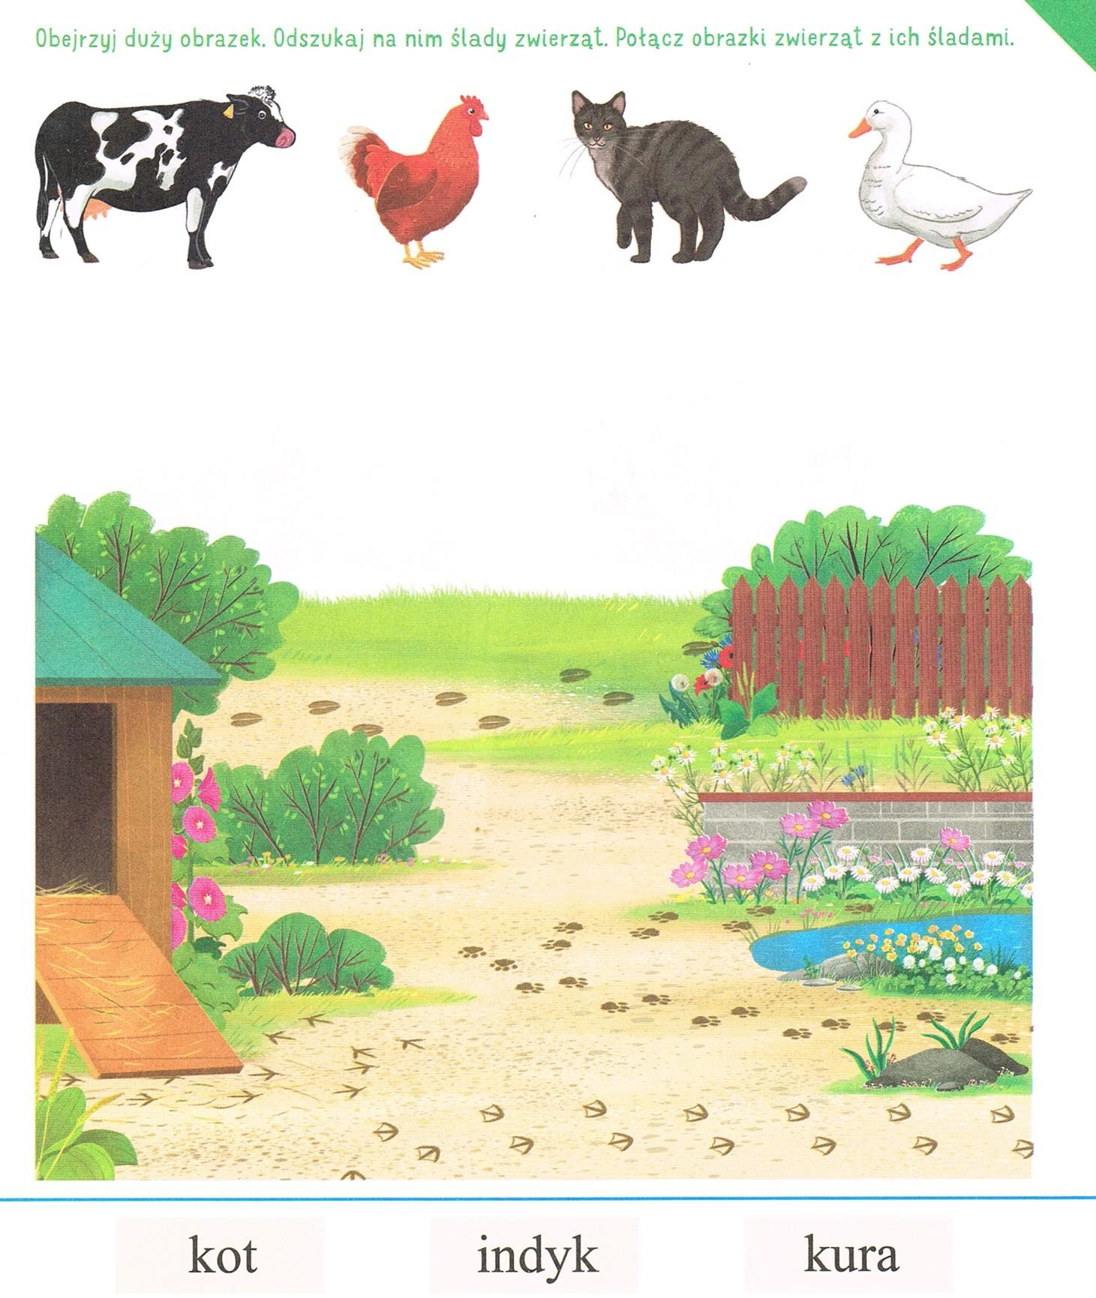 Obejrzyj duży obrazek. Odszukaj na nim ślady zwierząt. Połącz obrazki zwierząt z ich śladami.
kot indyk kura